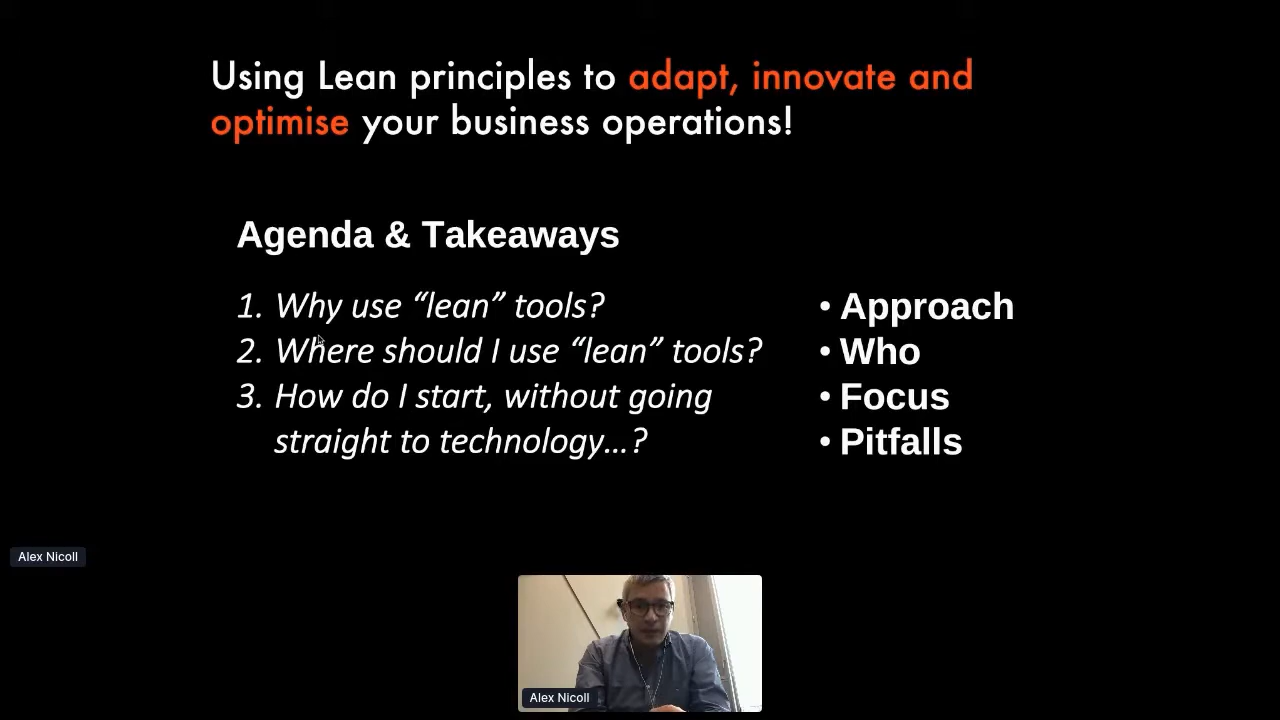 Using Lean principles to adapt, innovate and
optimise your business operations!
Agenda & Takeaways
1. Why use “lean” tools?
2. Where should I use “lean” tools?
3. How do I start, without going
straight to technology...?
• Approach
• Who
• Focus
• Pitfalls
Alex Nicoll
Alex Nicoll